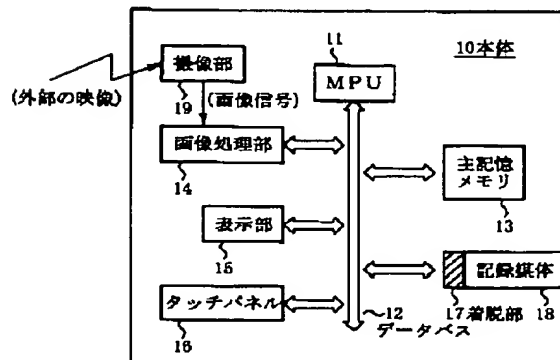 10本体
11
MPU
撮像部
(外部の映像)
19
(画像信号)
画像処理部
14
主記憶
メモリ
13
表示部
15
記録媒体
17着脱部 18
タッチパネル
16
12
データバス